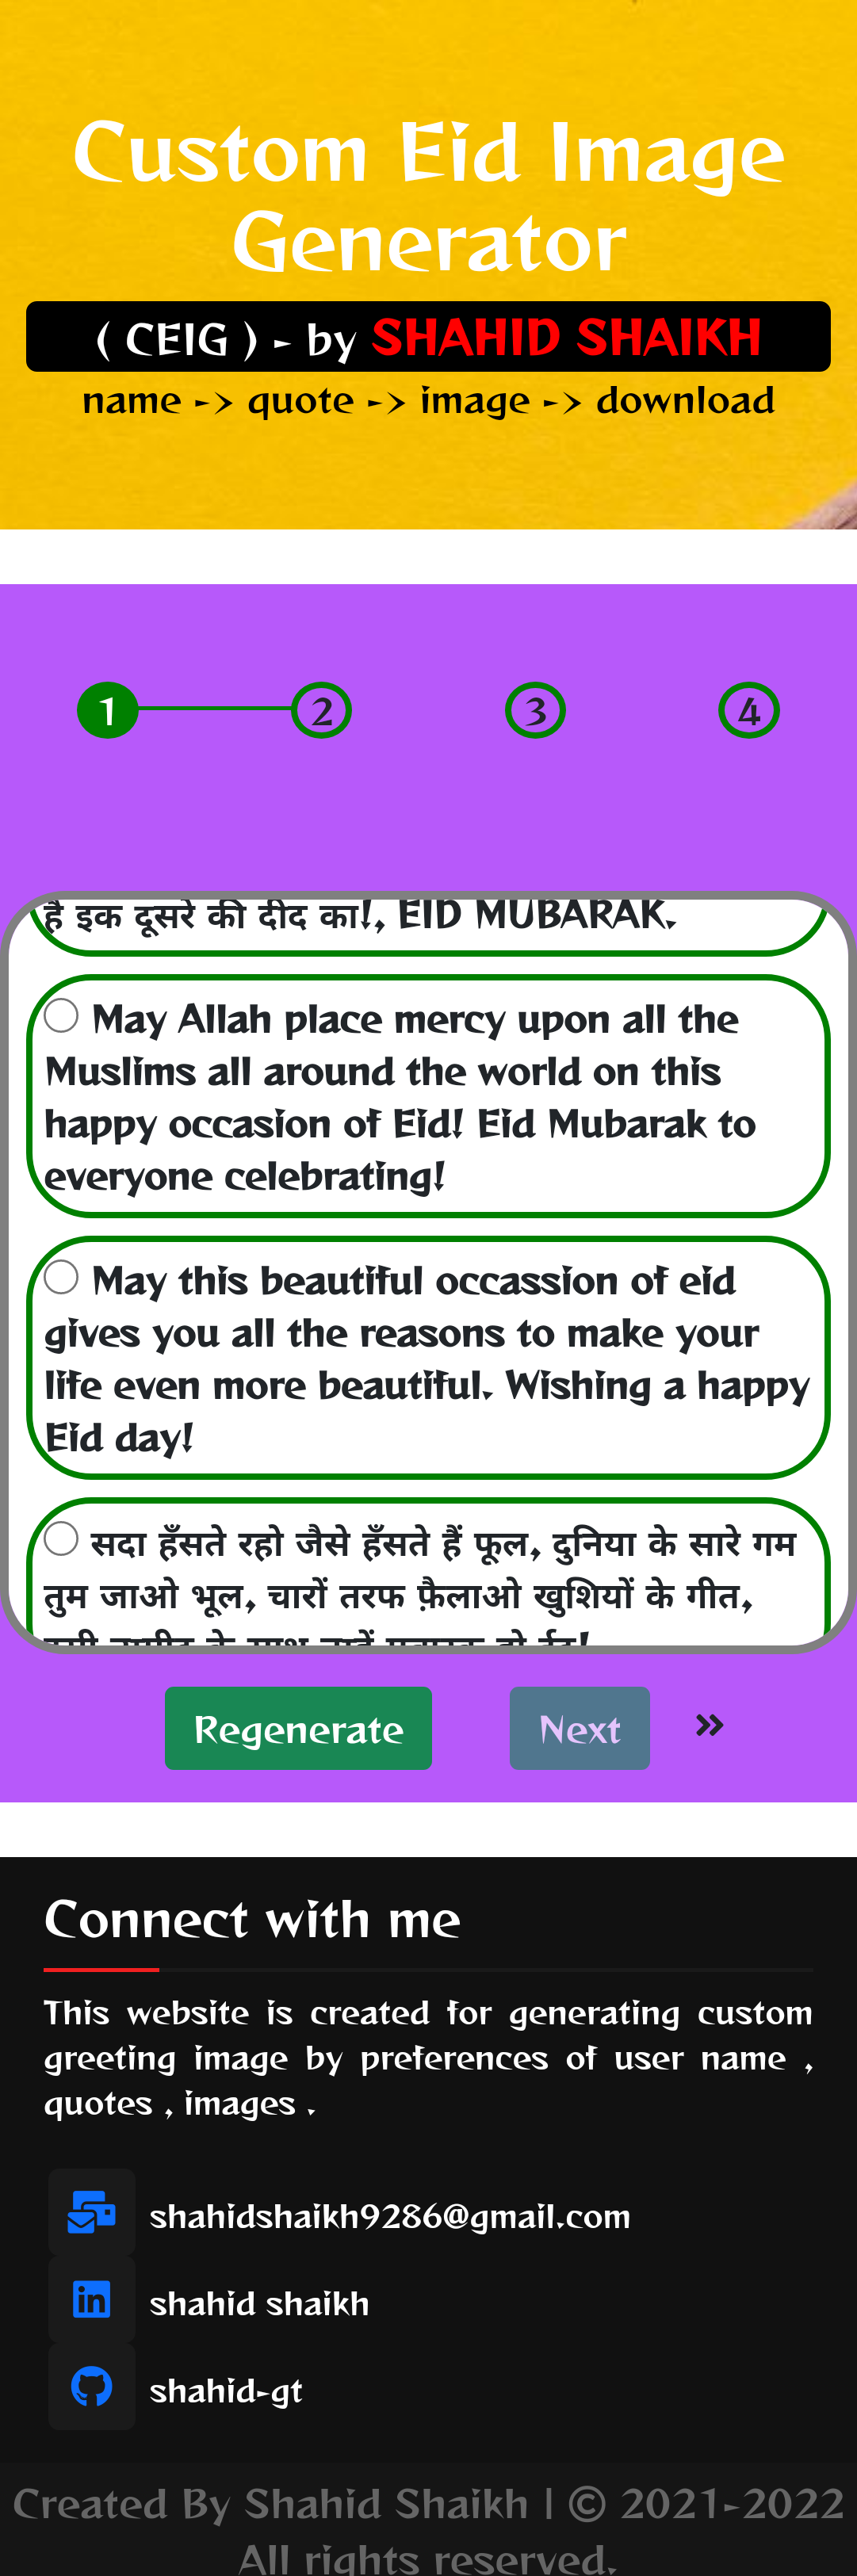 Custom Eid Image
Generator
( CEIG ) - by SHAHID SHAIKH
name -> quote -> image -> download
1 2 3 4
है इक दूसरे की दीद का!, EID MUBARAK.
May Allah place mercy upon all the
Muslims all around the world on this
happy occasion of Eid! Eid Mubarak to
everyone celebrating!
May this beautiful occassion of eid
gives you all the reasons to make your
life even more beautiful. Wishing a happy
Eid day!
सदा हँसते रहो जैसे हँसते हैं फूल, दुनिया के सारे गम
तुम जाओ भूल, चारों तरफ फ़ैलाओ खुशियों के गीत,
Regenerate Next
Connect with me
This website is created for generating custom
greeting image by preferences of user name ,
quotes , images .
shahidshaikh9286@gmail.com
shahid shaikh
shahid-gt
Created By Shahid Shaikh | © 2021-2022
All rights reserved.